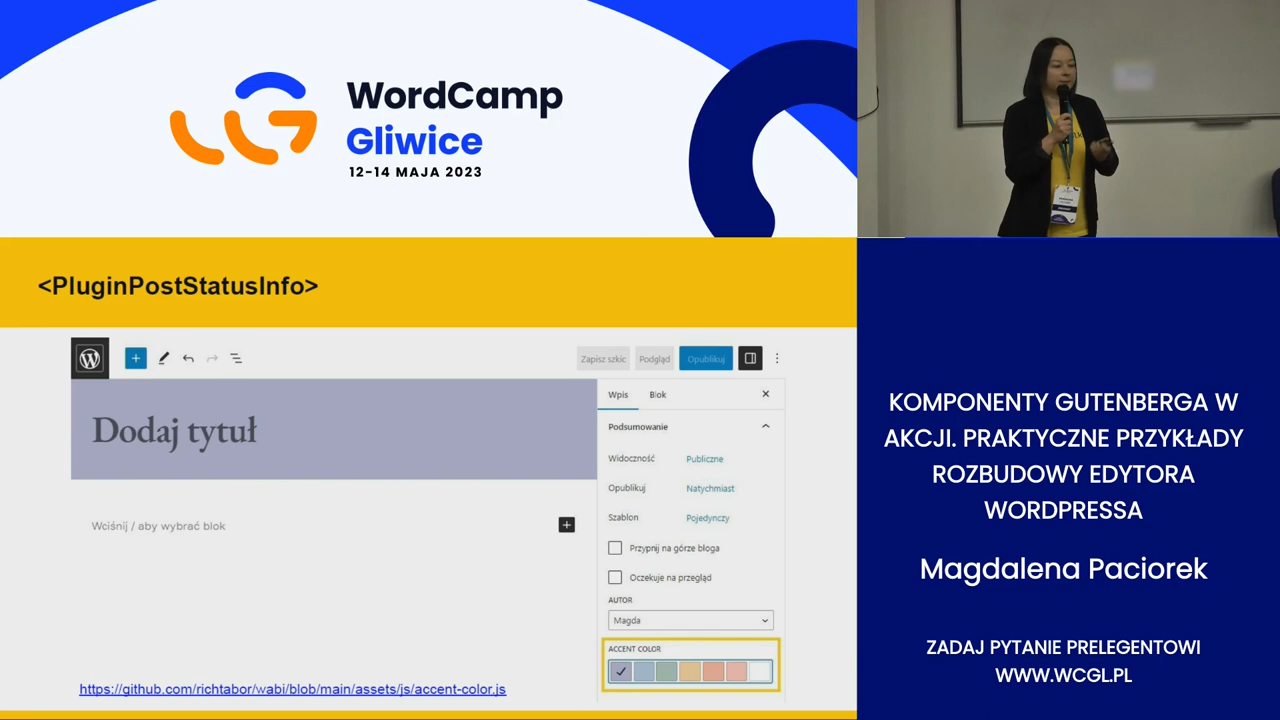 WordCamp
Gliwice
12-14 MAJA 2023
<PluginPostStatusInfo>
Zapisz szkic
Podgląd
Opublikuj
Dodaj tytuł
Wciśnij / aby wybrać blok
Wpis
Blok
Podsumowanie
Widoczność
Publiczne
Opublikuj
Natychmiast
Szablon
Pojedynczy
Przypnij na górze bloga
Oczekuje na przegląd
AUTOR
Magda
ACCENT COLOR
https://github.com/richtabor/wabi/blob/main/assets/js/accent-color.js
KOMPONENTY GUTENBERGA W
AKCJI. PRAKTYCZNE PRZYKŁADY
ROZBUDOWY EDYTORA
WORDPRESSA
Magdalena Paciorek
ZADAJ PYTANIE PRELEGENTOWI
WWW.WCGL.PL